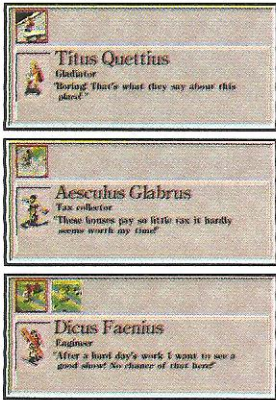 Titus Quettius
Gladiator
"Boring! That's what they say about this
place!"
Aesculus Glabrus
Tax collector
"These houses pay so little tax it hardly
seems worth my time!"
Dicus Faenius
Engineer
"After a hard day's work I want to see a
good show! No chance of that here!"